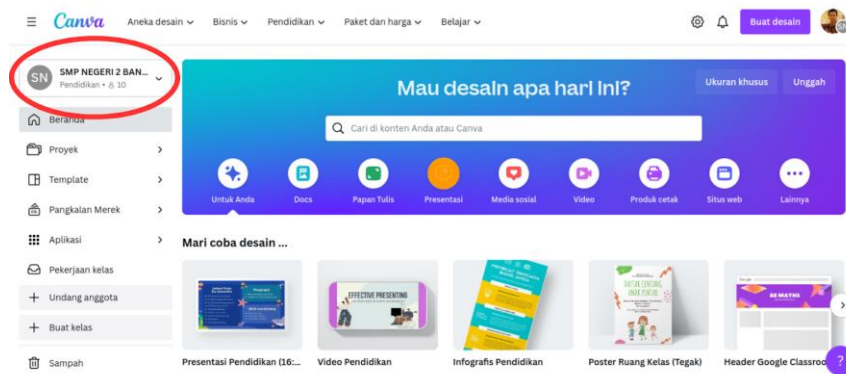 Canva
Aneka desain
Bisnis
Pendidikan
Paket dan harga
Belajar
Buat desain
SN
SMP NEGERI 2 BAN...
Pendidikan • 10
Beranda
Proyek
Template
Pangkalan Merek
Aplikasi
Pekerjaan kelas
Undang anggota
Buat kelas
Sampah
Mau desain apa hari ini?
Ukuran khusus
Unggah
Cari di konten Anda atau Canva
Untuk Anda
Docs
Papan Tulis
Presentasi
Media sosial
Video
Produk cetak
Situs web
Lainnya
Mari coba desain ...
EFFECTIVE PRESENTING
Google
Presentasi Pendidikan (16:...
Video Pendidikan
Infografis Pendidikan
Poster Ruang Kelas (Tegak)
Header Google Classroo
?